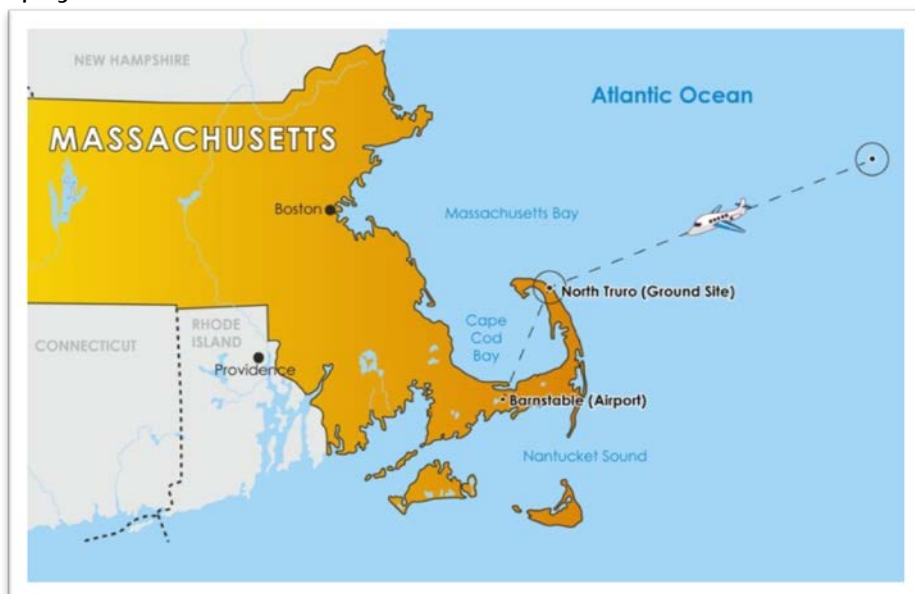 NEW HAMPSHIRE
Atlantic Ocean
MASSACHUSETTS
Boston
Massachusetts Bay
North Truro (Ground Site)
Cape
Cod
Bay
RHODE
ISLAND
CONNECTICUT
Providence
Barnstable (Airport)
Nantucket Sound